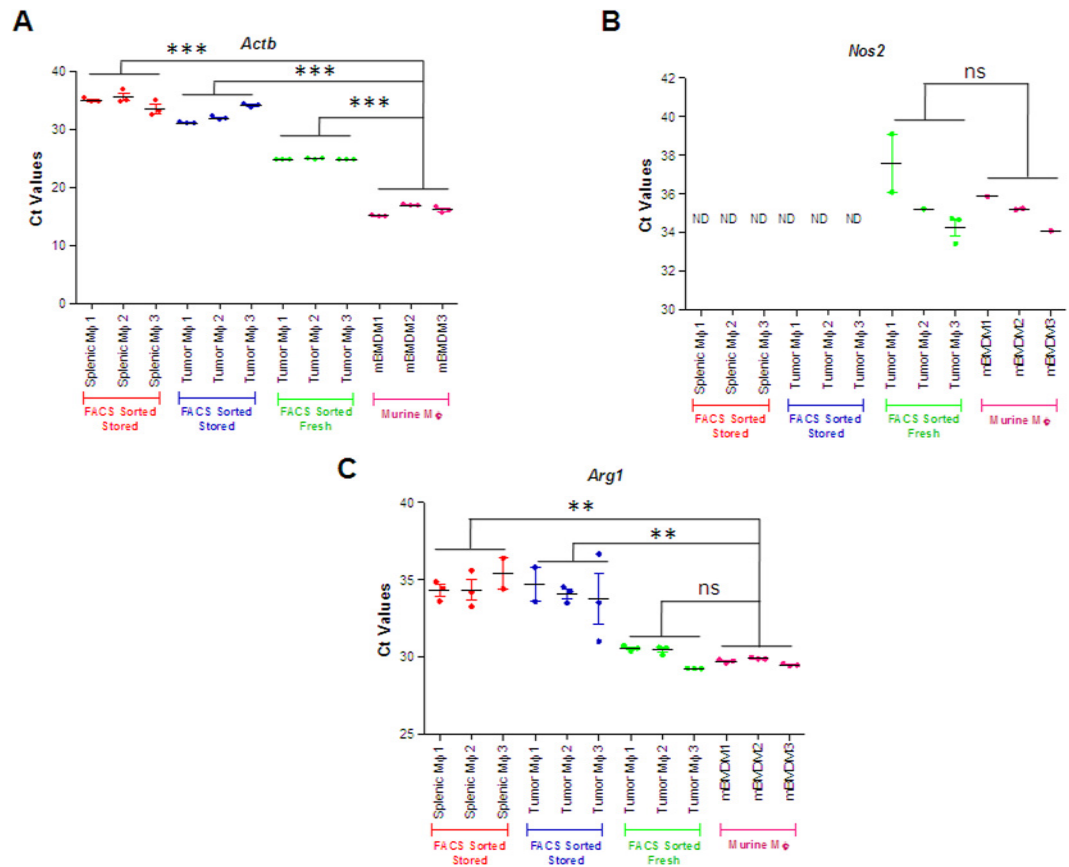 A
Actb
***
***
***
Ct Values
40
30
20
10
0
Splenic Mϕ 1
Splenic Mϕ 2
Splenic Mϕ 3
Tumor Mϕ 1
Tumor Mϕ 2
Tumor Mϕ 3
Tumor Mϕ 1
Tumor Mϕ 2
Tumor Mϕ 3
mBMDM1
mBMDM2
mBMDM3
FACS Sorted
Stored
FACS Sorted
Stored
FACS Sorted
Fresh
Murine Mϕ
B
Nos2
ns
Ct Values
42
40
38
36
34
32
30
ND ND ND ND ND ND
Splenic Mϕ 1
Splenic Mϕ 2
Splenic Mϕ 3
Tumor Mϕ 1
Tumor Mϕ 2
Tumor Mϕ 3
Tumor Mϕ 1
Tumor Mϕ 2
Tumor Mϕ 3
mBMDM1
mBMDM2
mBMDM3
FACS Sorted
Stored
FACS Sorted
Stored
FACS Sorted
Fresh
Murine Mϕ
C
Arg1
**
**
ns
Ct Values
40
35
30
25
Splenic Mϕ 1
Splenic Mϕ 2
Splenic Mϕ 3
Tumor Mϕ 1
Tumor Mϕ 2
Tumor Mϕ 3
Tumor Mϕ 1
Tumor Mϕ 2
Tumor Mϕ 3
mBMDM1
mBMDM2
mBMDM3
FACS Sorted
Stored
FACS Sorted
Stored
FACS Sorted
Fresh
Murine Mϕ